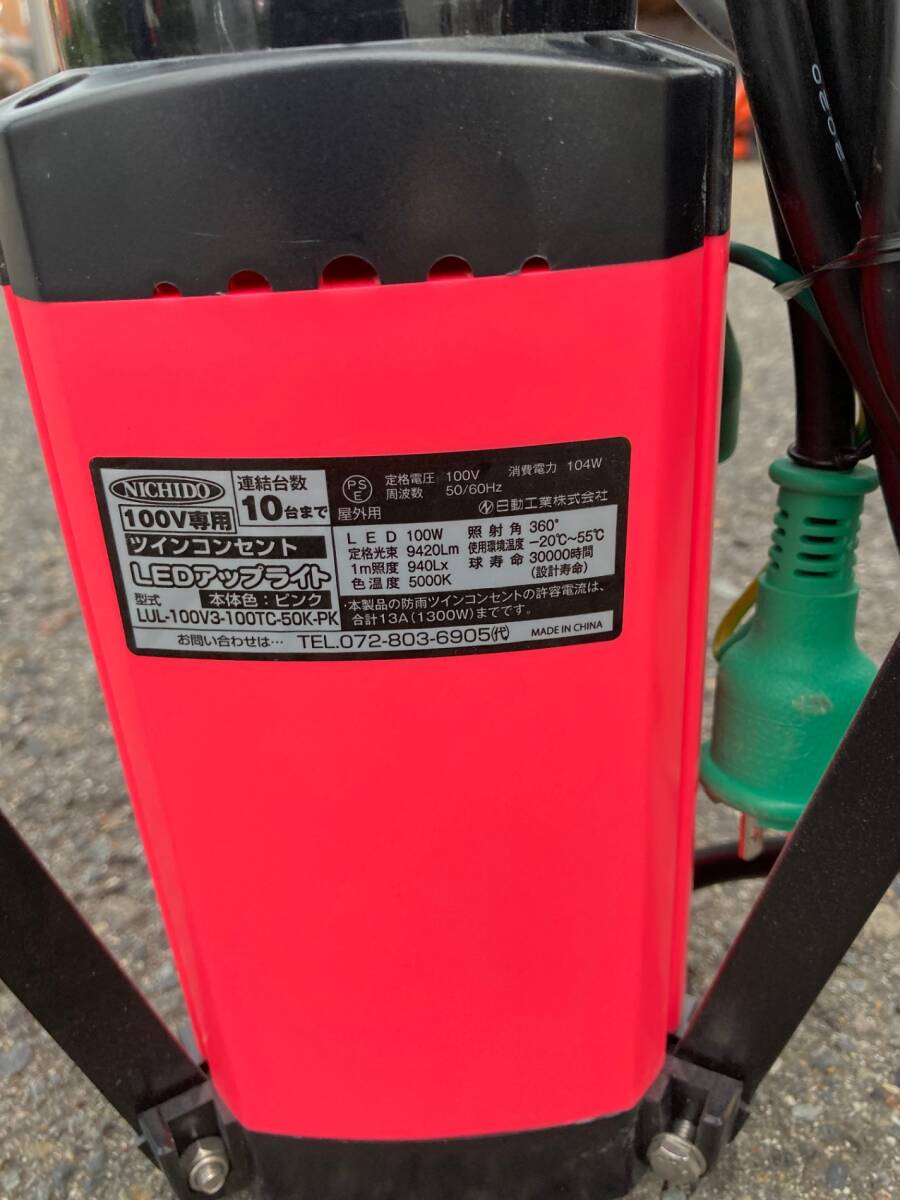 NICHIDO
連結台数
10台まで
100V専用
ツインコンセント
LEDアップライト
本体色：ピンク
型式
LUL-100V3-100TC-50K-PK
お問い合わせは… TEL.072-803-6905㈹
PS
E
屋外用
定格電圧 100V 消費電力 104W
周波数 50/60Hz
日動工業株式会社
LED 100W 照射角 360°
定格光束 9420Lm 使用環境温度 -20℃~55℃
1m照度 940Lx 球寿命 30000時間
色温度 5000K (設計寿命)
・本製品の防雨ツインコンセントの許容電流は、
合計13A(1300W)までです。
MADE IN CHINA
2020